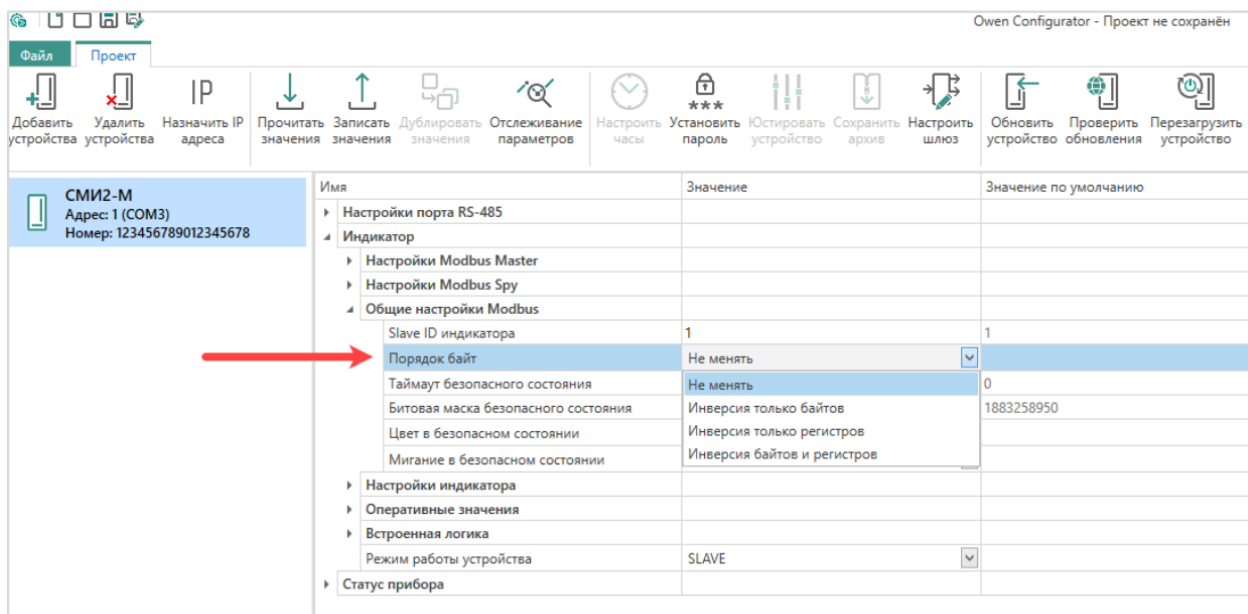 Owen Configurator - Проект не сохранён
Файл Проект
Добавить устройства
Удалить устройства
Назначить IP адреса
Прочитать значения
Записать значения
Дублировать значения
Отслеживание параметров
Настроить часы
*** Установить пароль
Юстировать устройство
Сохранить архив
Настроить шлюз
Обновить устройство
Проверить обновления
Перезагрузить устройство
СМИ2-М
Адрес: 1 (COM3)
Номер: 123456789012345678
Имя Значение Значение по умолчанию
Настройки порта RS-485
Индикатор
Настройки Modbus Master
Настройки Modbus Spy
Общие настройки Modbus
Slave ID индикатора 1 1
Порядок байт Не менять
Таймаут безопасного состояния Не менять 0
Битовая маска безопасного состояния Инверсия только байтов 1883258950
Цвет в безопасном состоянии Инверсия только регистров
Мигание в безопасном состоянии Инверсия байтов и регистров
Настройки индикатора
Оперативные значения
Встроенная логика
Режим работы устройства SLAVE
Статус прибора